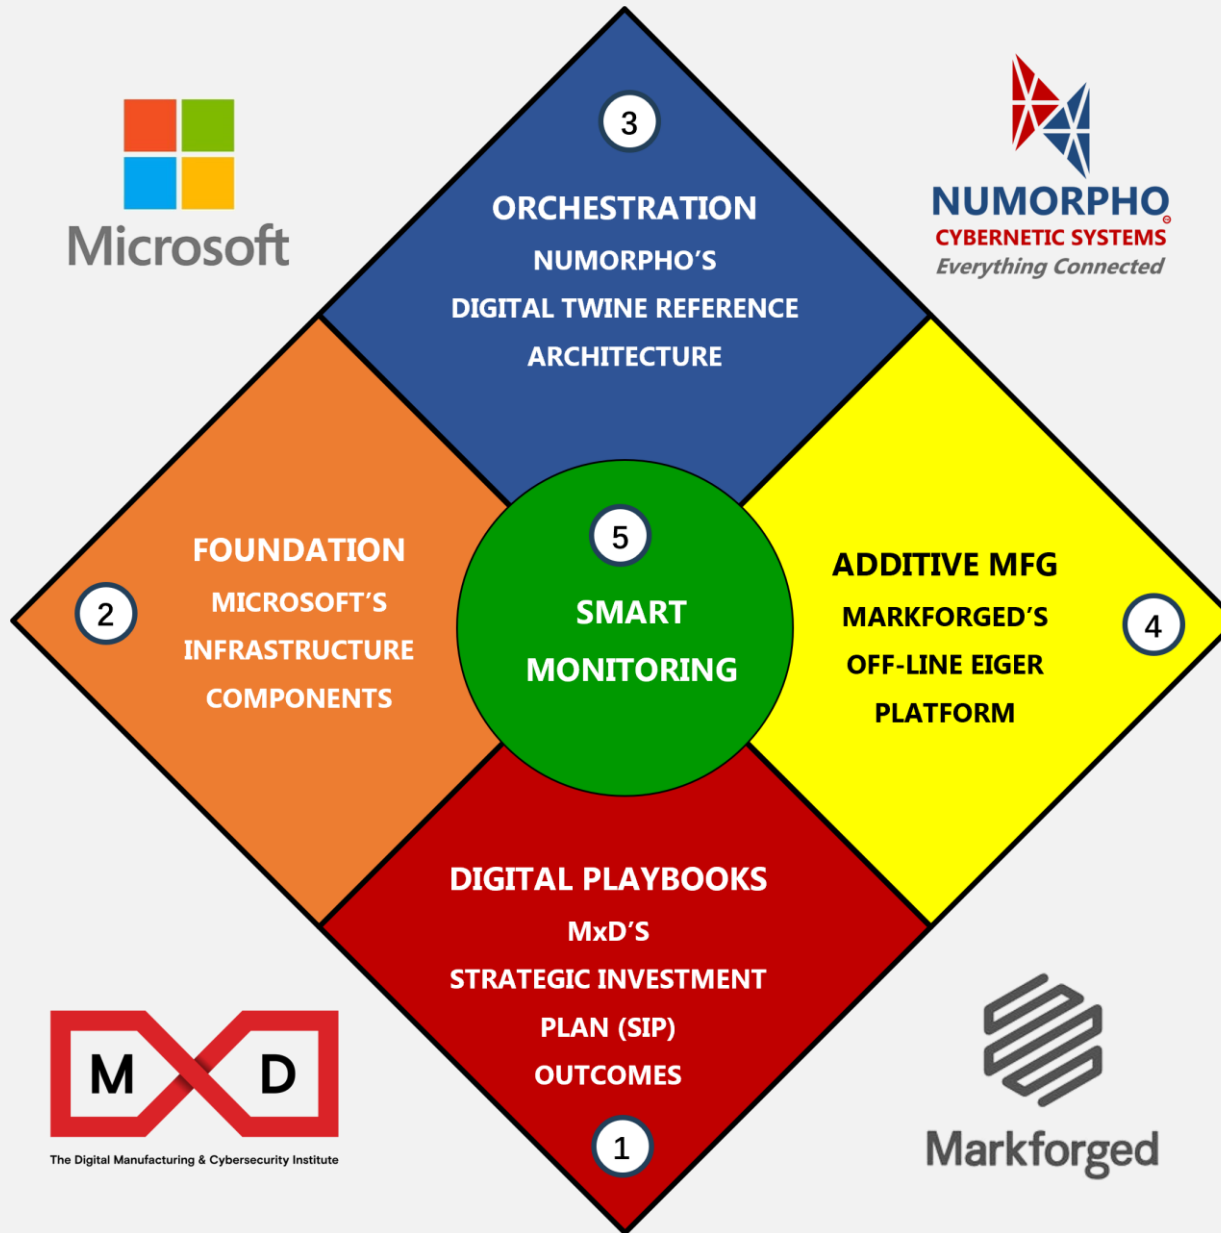 Microsoft
NUMORPHO
CYBERNETIC SYSTEMS
Everything Connected
3
ORCHESTRATION
NUMORPHO'S
DIGITAL TWINE REFERENCE
ARCHITECTURE
2
FOUNDATION
MICROSOFT'S
INFRASTRUCTURE
COMPONENTS
5
SMART
MONITORING
ADDITIVE MFG
MARKFORGED'S
OFF-LINE EIGER
PLATFORM
4
DIGITAL PLAYBOOKS
MxD'S
STRATEGIC INVESTMENT
PLAN (SIP)
OUTCOMES
1
M D
The Digital Manufacturing & Cybersecurity Institute
Markforged